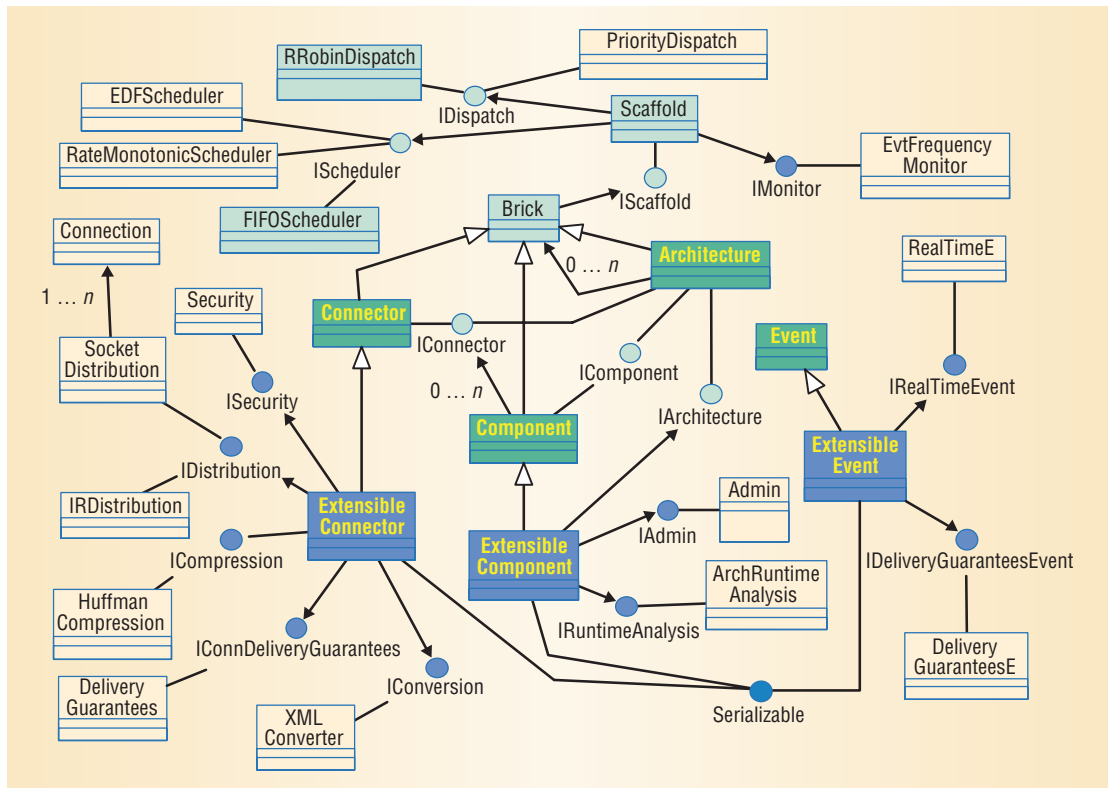 PriorityDispatch
RRobinDispatch
EDFScheduler
IDispatch
Scaffold
RateMonotonicScheduler
IScheduler
EvtFrequency
Monitor
IMonitor
IScaffold
FIFOScheduler
Brick
Connection
Architecture
RealTimeE
0 ... n
1 ... n
Security
Connector
IConnector
Event
Socket
Distribution
IComponent
IRealTimeEvent
ISecurity
0 ... n
IArchitecture
Component
Extensible
Event
IDistribution
IRDistribution
Extensible
Connector
Admin
IAdmin
ICompression
Extensible
Component
IDeliveryGuaranteesEvent
ArchRuntime
Analysis
Huffman
Compression
IRuntimeAnalysis
IConnDeliveryGuarantees
Delivery
GuaranteesE
IConversion
Delivery
Guarantees
Serializable
XML
Converter